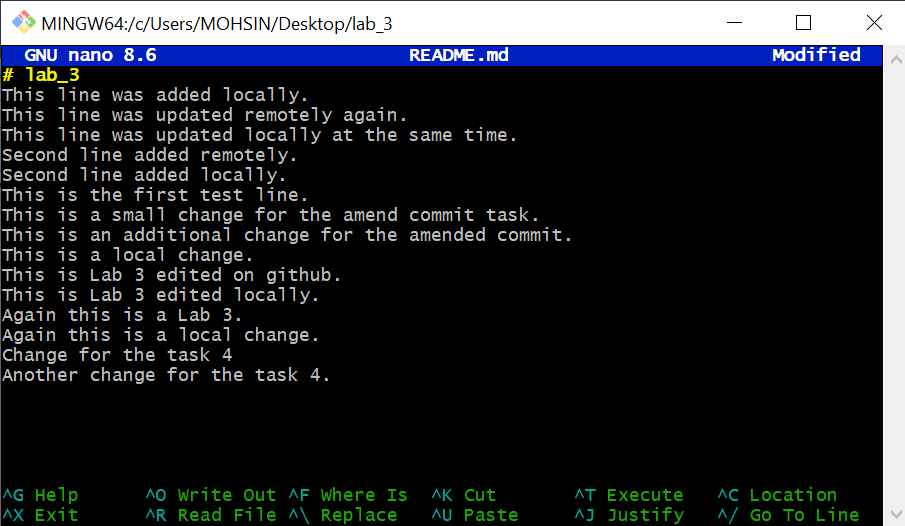 MINGW64:/c/Users/MOHSIN/Desktop/lab_3
GNU nano 8.6 README.md Modified
# lab_3
This line was added locally.
This line was updated remotely again.
This line was updated locally at the same time.
Second line added remotely.
Second line added locally.
This is the first test line.
This is a small change for the amend commit task.
This is an additional change for the amended commit.
This is a local change.
This is Lab 3 edited on github.
This is Lab 3 edited locally.
Again this is a Lab 3.
Again this is a local change.
Change for the task 4
Another change for the task 4.
^G Help ^O Write Out ^F Where Is ^K Cut ^T Execute ^C Location
^X Exit ^R Read File ^\ Replace ^U Paste ^J Justify ^/ Go To Line